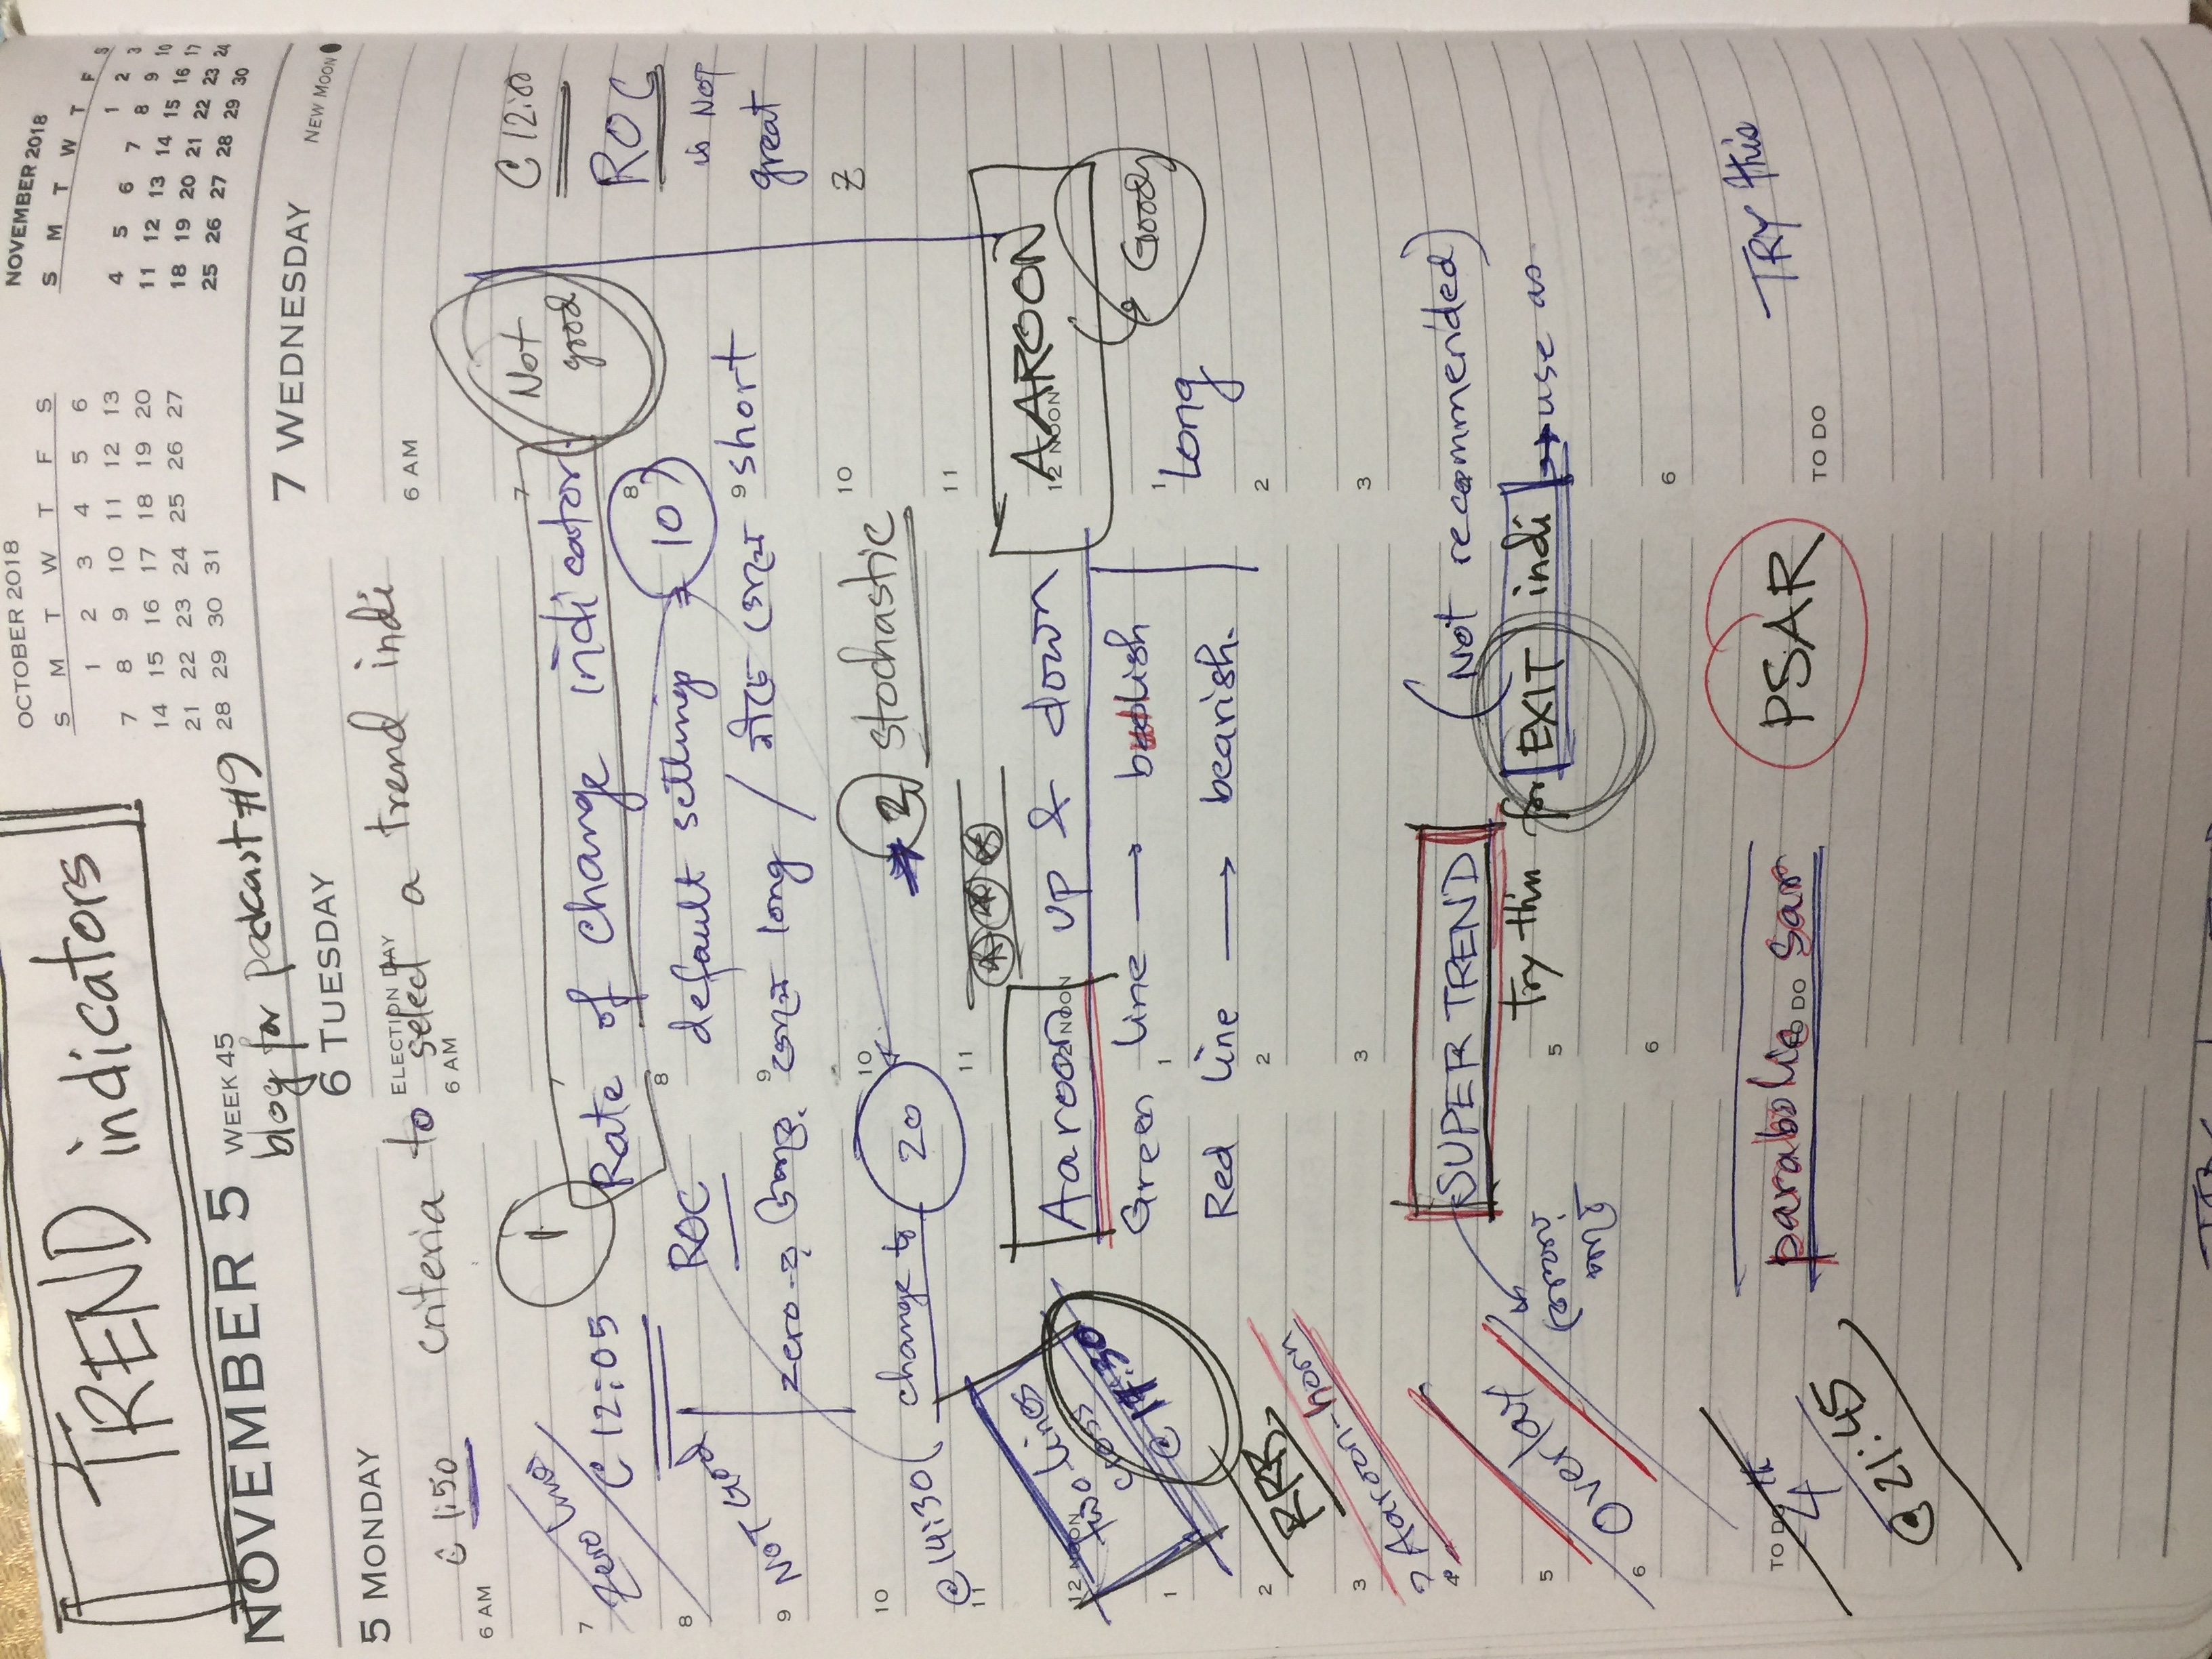 TREND indicators
NOVEMBER 5
WEEK 45
blog for podcast #9
OCTOBER 2018
S M T W T F S
1 2 3 4 5 6
7 8 9 10 11 12 13
14 15 16 17 18 19 20
21 22 23 24 25 26 27
28 29 30 31
NOVEMBER 2018
S M T W T F S
1 2 3
4 5 6 7 8 9 10
11 12 13 14 15 16 17
18 19 20 21 22 23 24
25 26 27 28 29 30
5 MONDAY
6 TUESDAY
7 WEDNESDAY
NEW MOON
ELECTION DAY
6 AM
6 AM
6 AM
1:50
criteria to select a trend indi
7
zero line
@ 12:05
1
Rate of change indicator
7
7
Not good
@ 12:00
8
ROC
8
default setting → 10
8
ROC
is NOT
great
9
NOT Good
zero
9
long /
9
short
10
@ 14:30
change to 20
10
2 stochastic
10
Z
11
11
11
12 NOON
two lines
cross
@ 14:30
Aaroon up & down
NOON
AAROON
12 NOON
1
Green line → bullish
1
1
Long
Good
2
Red line → bearish.
2
2
3
? Aaroon-horn
3
3
4
SUPER TREND
(Not recommended)
Overlay
5
5
try this for EXIT indi → use as
6
6
6
TO DO
4th
@ 21:45
parabolic sar
TO DO
PSAR
TO DO
TRY this